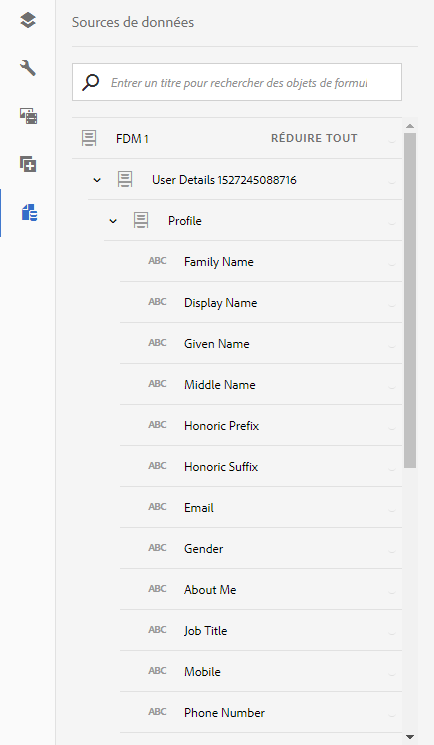 Sources de données
Entrer un titre pour rechercher des objets de formul
FDM 1 RÉDUIRE TOUT
User Details 1527245088716
Profile
ABC Family Name
ABC Display Name
ABC Given Name
ABC Middle Name
ABC Honoric Prefix
ABC Honoric Suffix
ABC Email
ABC Gender
ABC About Me
ABC Job Title
ABC Mobile
ABC Phone Number